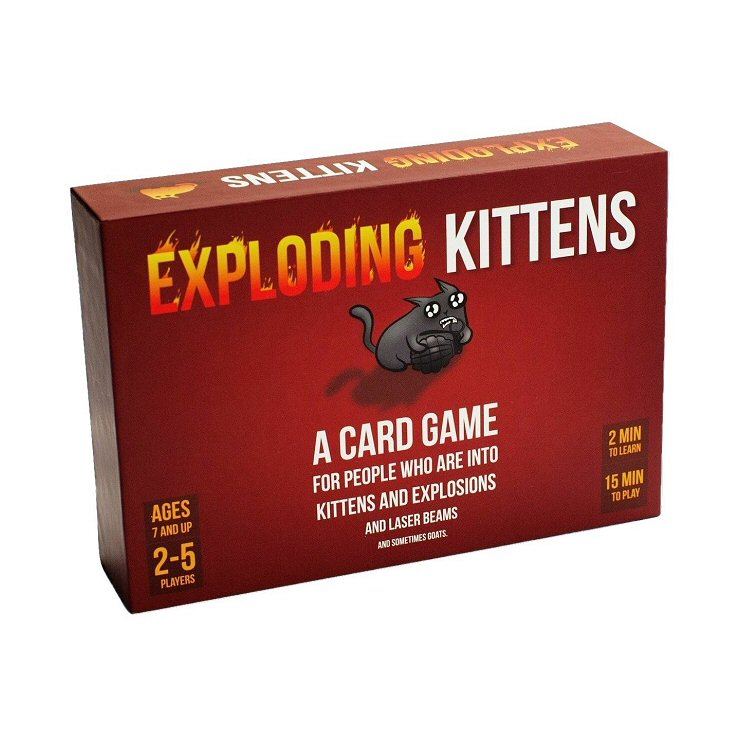 EXPLODING KITTENS
EXPLODING KITTENS
A CARD GAME
FOR PEOPLE WHO ARE INTO
KITTENS AND EXPLOSIONS
AND LASER BEAMS
AND SOMETIMES GOATS.
AGES
7 AND UP
2-5
PLAYERS
2 MIN
TO LEARN
15 MIN
TO PLAY